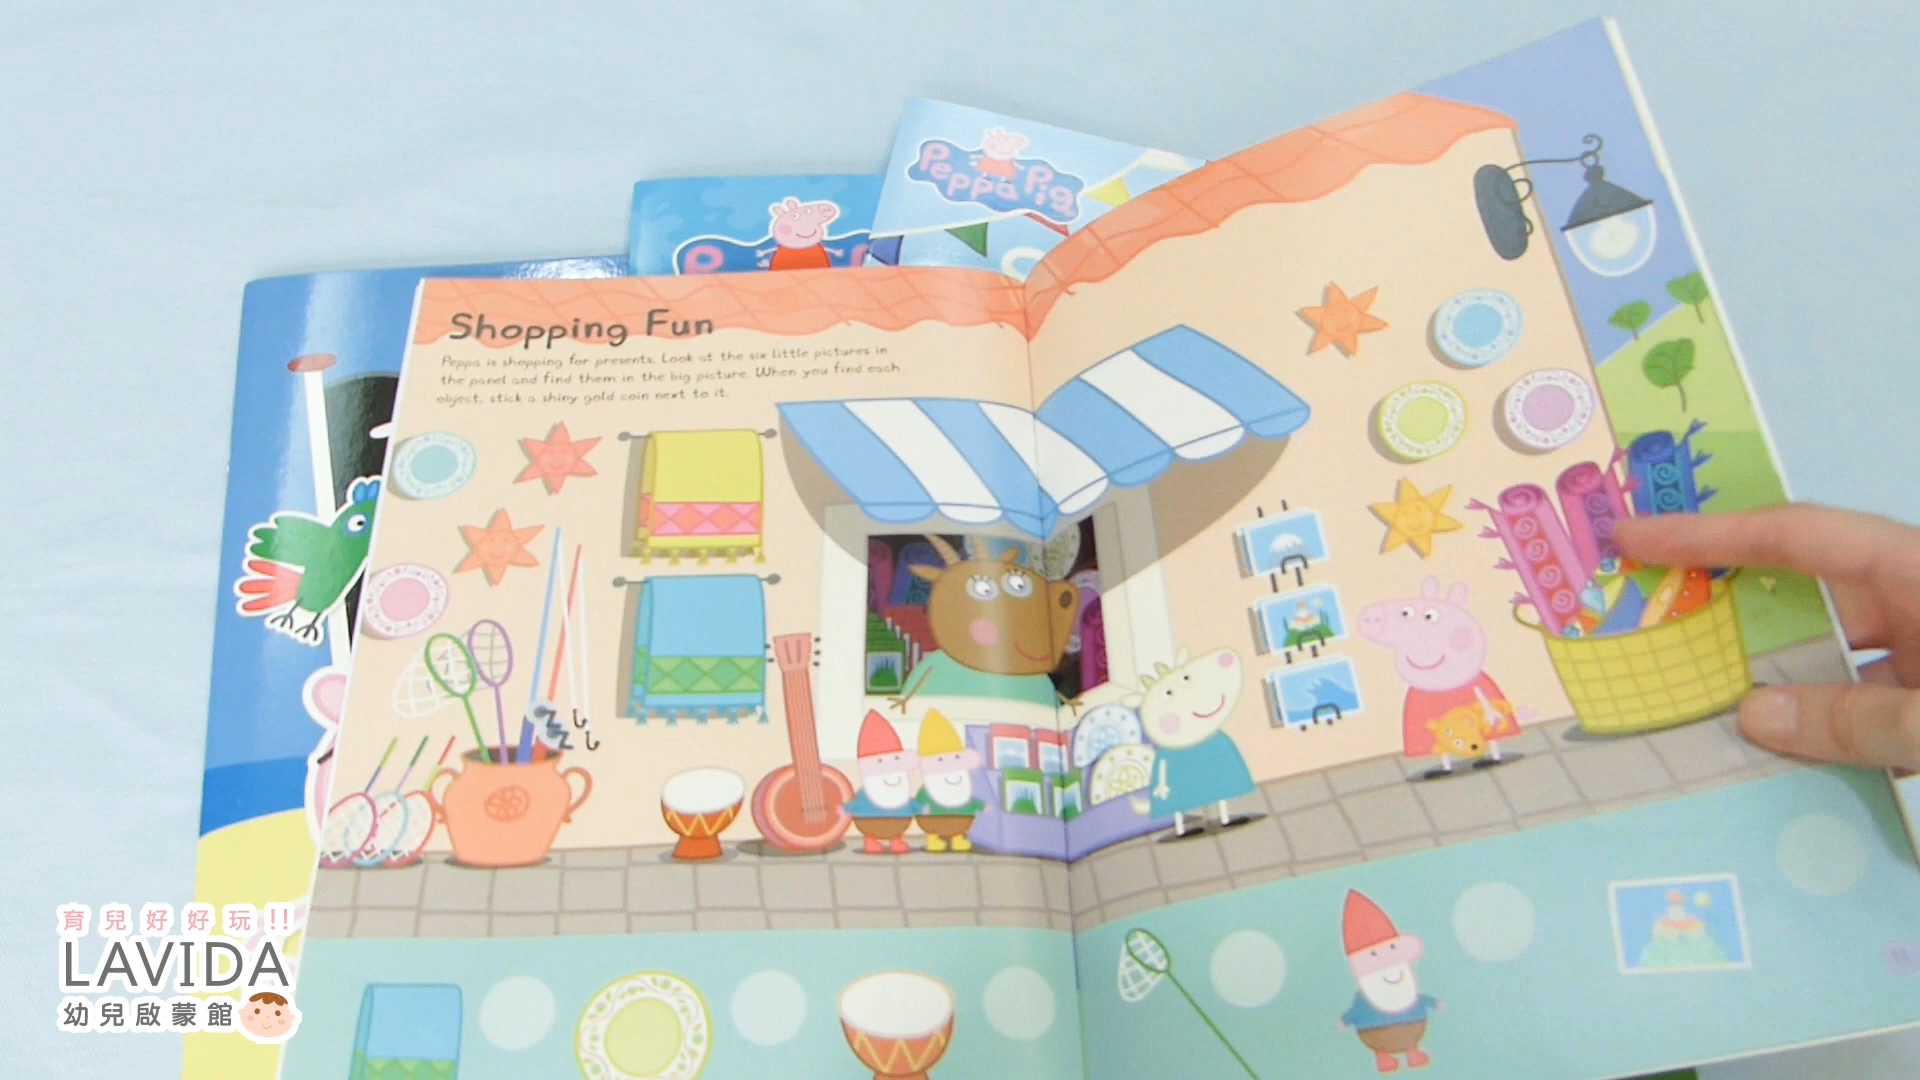 Peppa Pig
P
Shopping Fun
Peppa is shopping for presents. Look at the six little pictures in
the panel and find them in the big picture. When you find each
object, stick a shiny gold coin next to it.
育兒好好玩!!
LAVIDA
幼兒啟蒙館